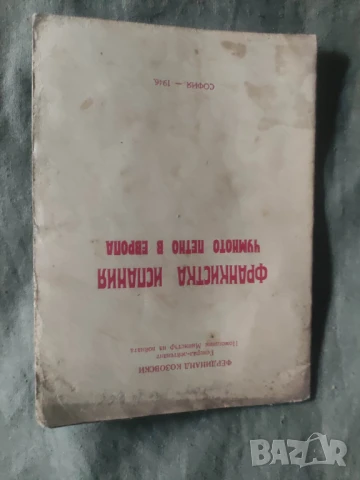 ФЕРДИНАНД КОЗОВСКИ
Генерал-лейтенант
Помощник Министър на войната
ФРАНКИСТКА ИСПАНИЯ
ЧУМНОТО ПЕТНО В ЕВРОПА
СОФИЯ — 1946
BAZAR.BG